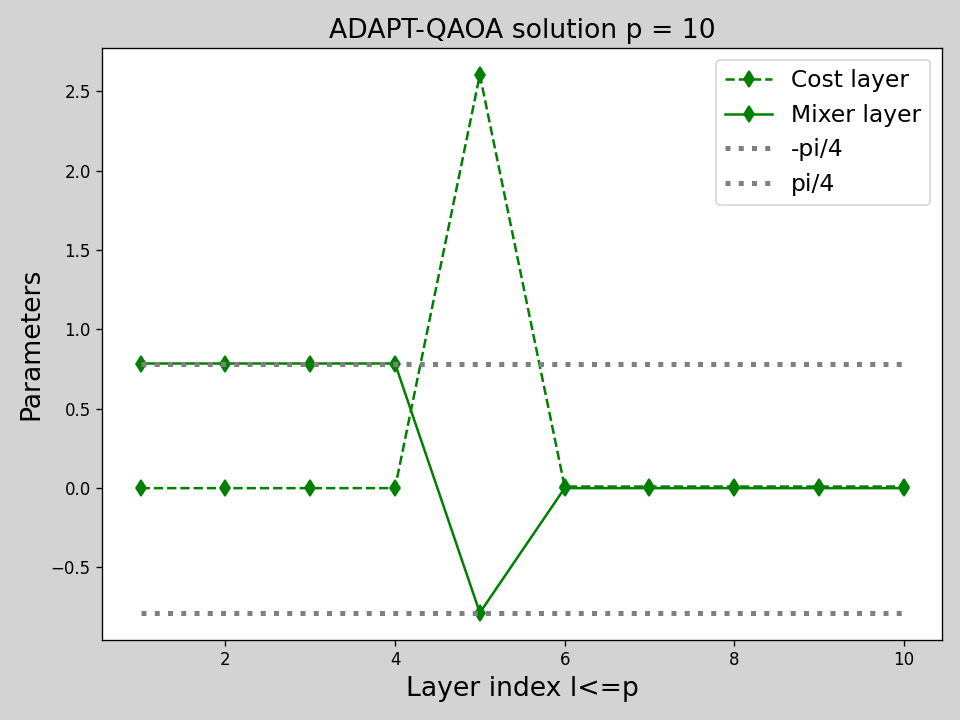 ADAPT-QAOA solution p = 10
Cost layer
Mixer layer
-pi/4
pi/4
2.5
2.0
1.5
1.0
0.5
0.0
−0.5
Parameters
2 4 6 8 10
Layer index l<=p